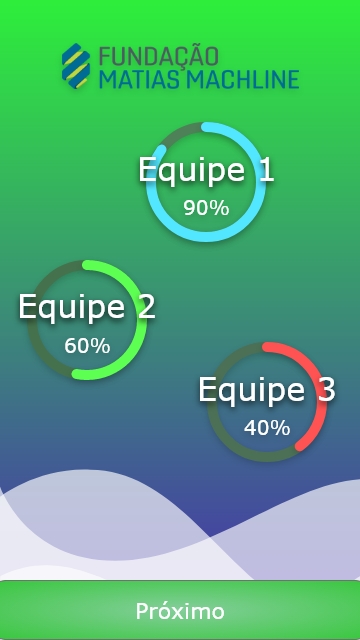 FUNDAÇÃO
MATIAS MACHLINE
Equipe 1
90%
Equipe 2
60%
Equipe 3
40%
Próximo